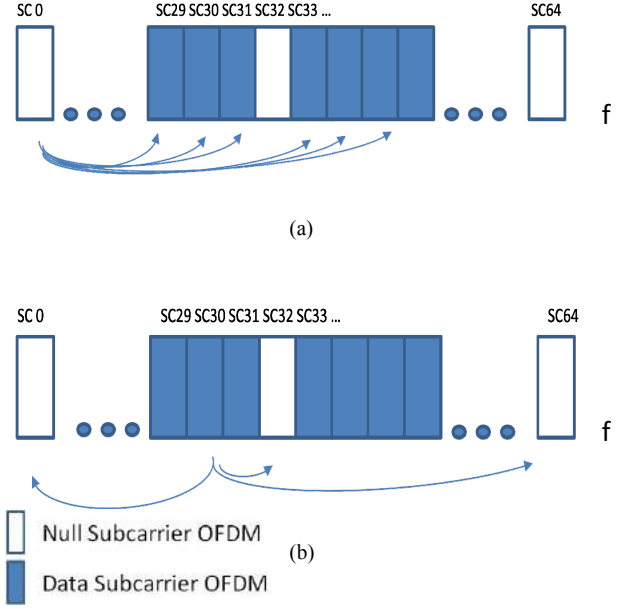 SC 0 SC29 SC30 SC31 SC32 SC33 ... SC64
f
(a)
SC 0 SC29 SC30 SC31 SC32 SC33 ... SC64
f
Null Subcarrier OFDM (b)
Data Subcarrier OFDM